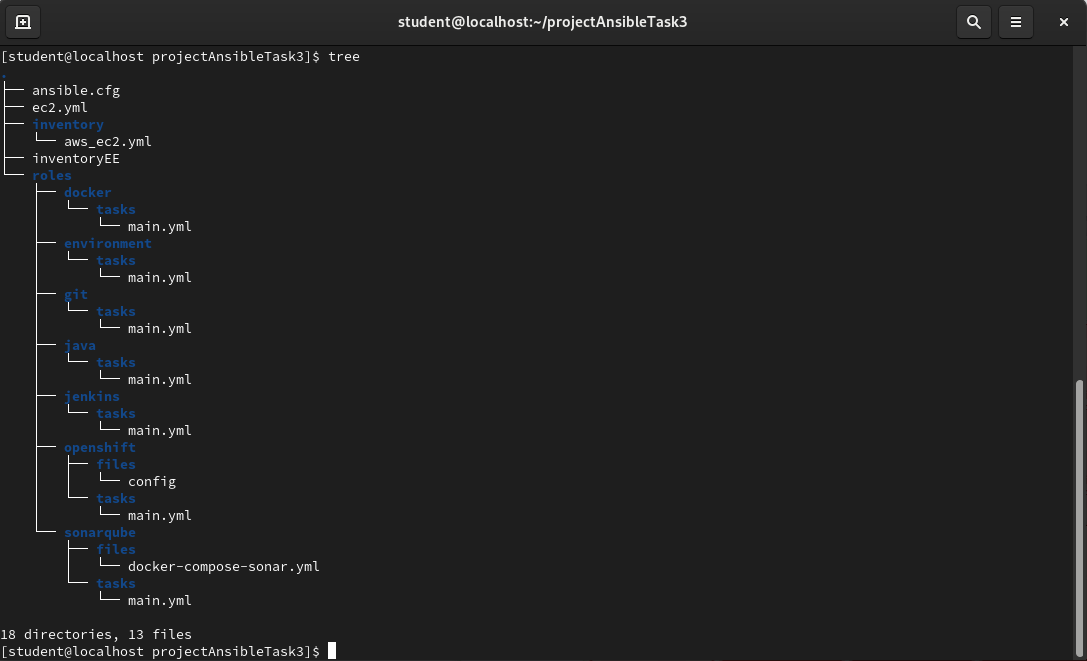 student@localhost:~/projectAnsibleTask3
[student@localhost projectAnsibleTask3]$ tree
.
├── ansible.cfg
├── ec2.yml
├── inventory
│   └── aws_ec2.yml
├── inventoryEE
└── roles
    ├── docker
    │   └── tasks
    │       └── main.yml
    ├── environment
    │   └── tasks
    │       └── main.yml
    ├── git
    │   └── tasks
    │       └── main.yml
    ├── java
    │   └── tasks
    │       └── main.yml
    ├── jenkins
    │   └── tasks
    │       └── main.yml
    ├── openshift
    │   ├── files
    │   │   └── config
    │   └── tasks
    │       └── main.yml
    └── sonarqube
        ├── files
        │   └── docker-compose-sonar.yml
        └── tasks
            └── main.yml
18 directories, 13 files
[student@localhost projectAnsibleTask3]$